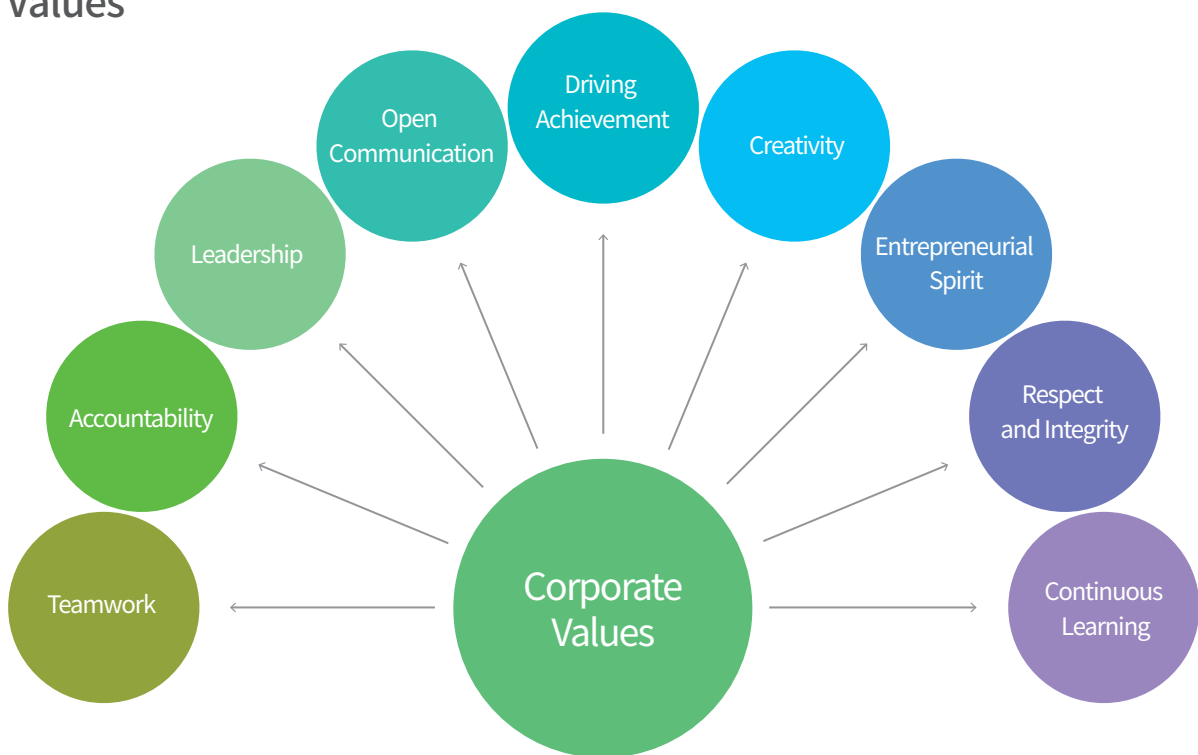 Values
Driving
Achievement
Open
Communication
Creativity
Leadership
Entrepreneurial
Spirit
Accountability
Respect
and Integrity
Teamwork
Corporate
Values
Continuous
Learning